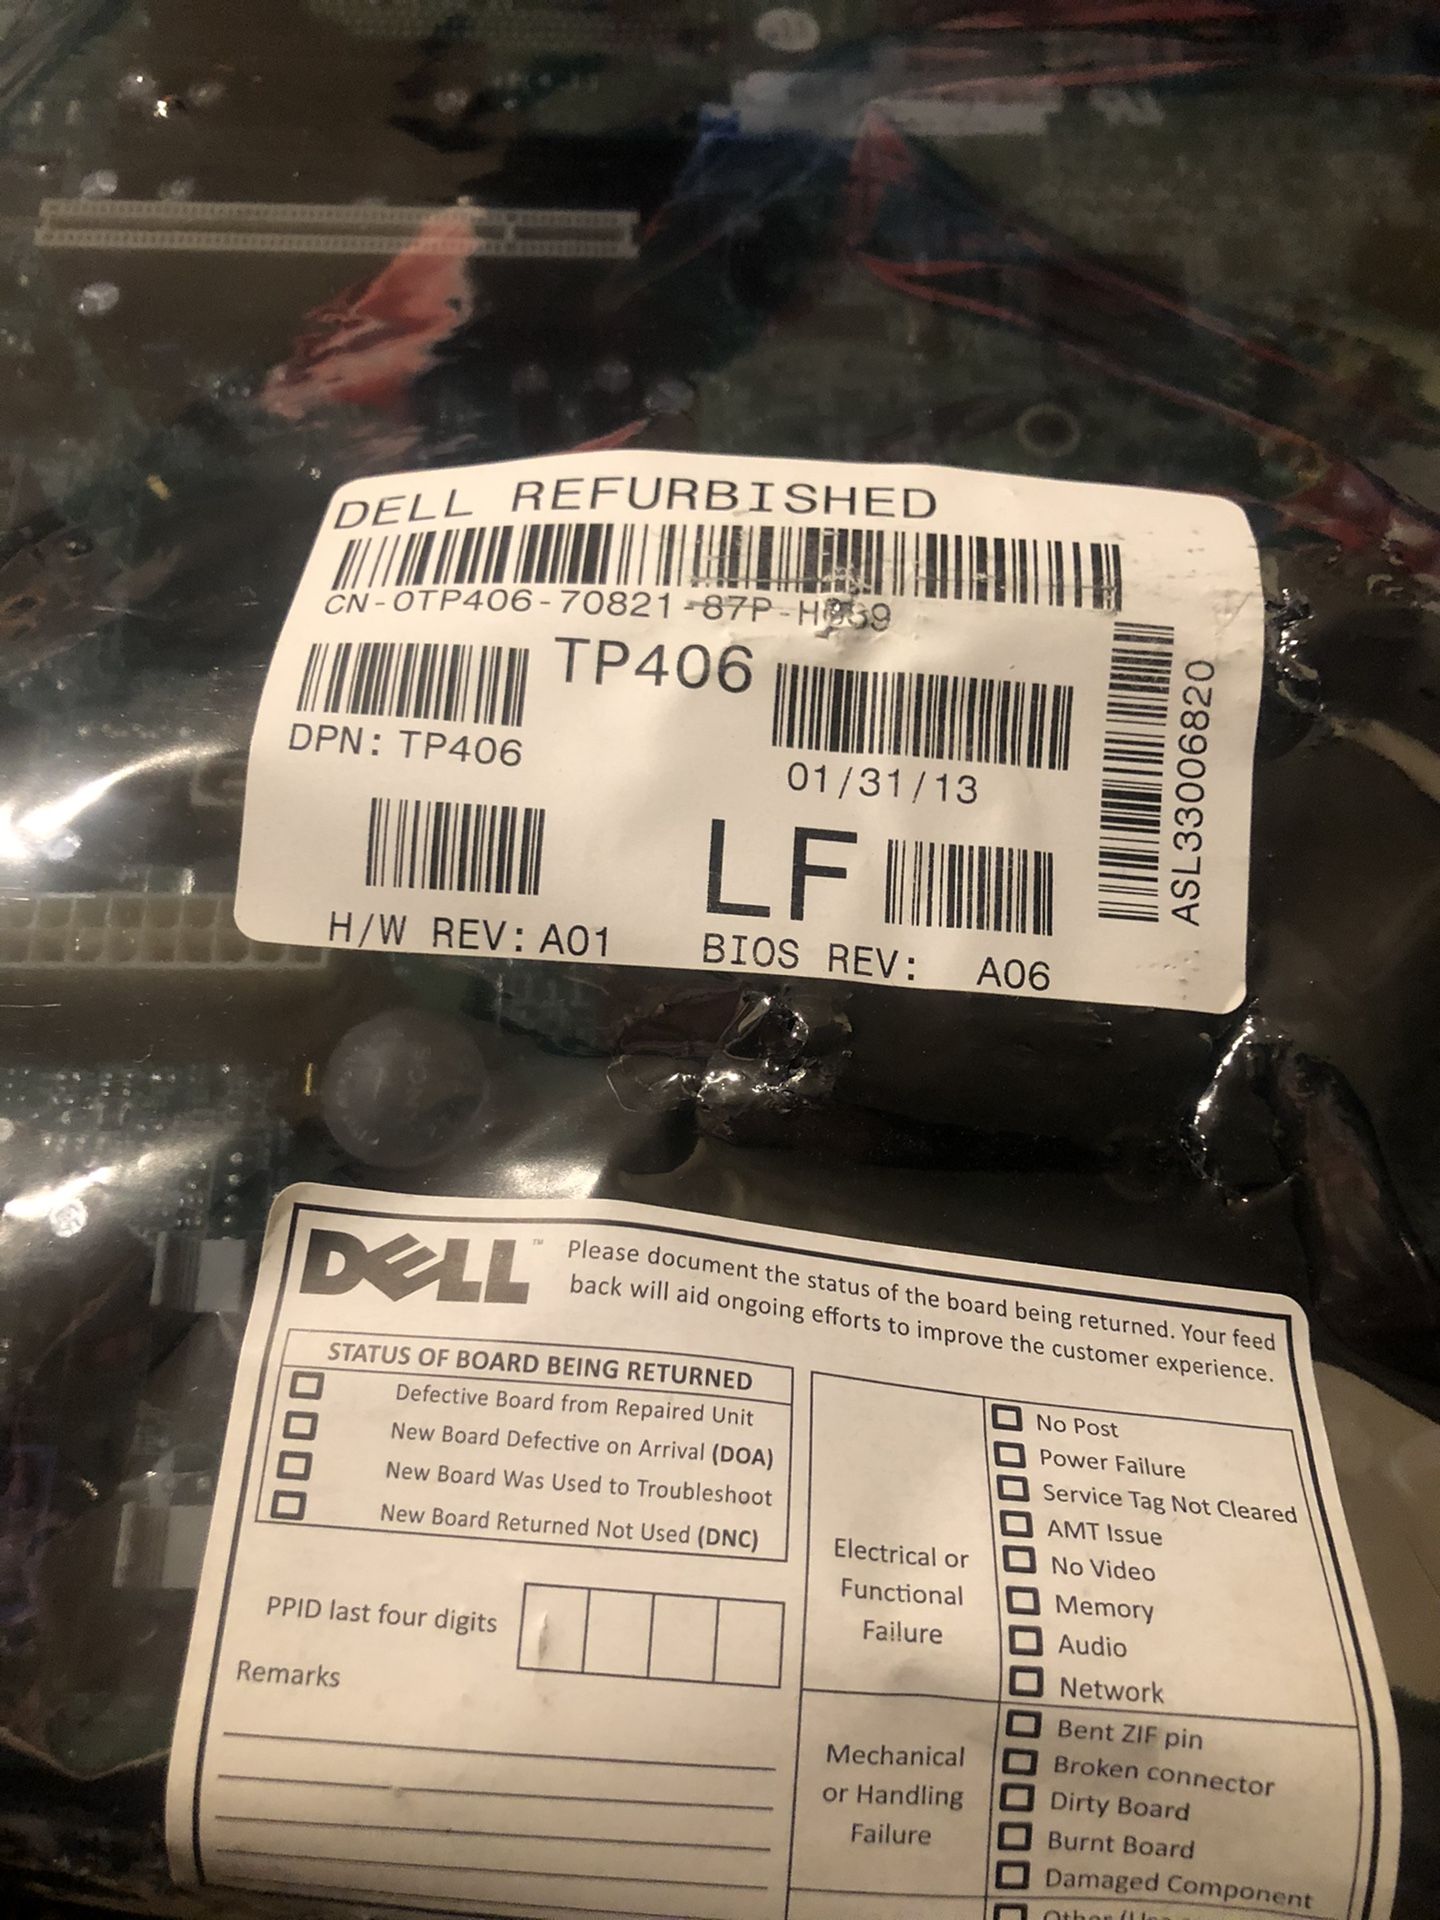 DELL REFURBISHED
CN-0TP406-70821-87P-
TP406
DPN: TP406
01/31/13
ASL33006820
LF
H/W REV: A01
BIOS REV: A06
DELL™
Please document the status of the board being returned. Your feed
back will aid ongoing efforts to improve the customer experience.
STATUS OF BOARD BEING RETURNED
Defective Board from Repaired Unit
New Board Defective on Arrival (DOA)
New Board Was Used to Troubleshoot
New Board Returned Not Used (DNC)
PPID last four digits
Remarks
Electrical or
Functional
Failure
No Post
Power Failure
Service Tag Not Cleared
AMT Issue
No Video
Memory
Audio
Network
Mechanical
or Handling
Failure
Bent ZIF pin
Broken connector
Dirty Board
Burnt Board
Damaged Component
Other